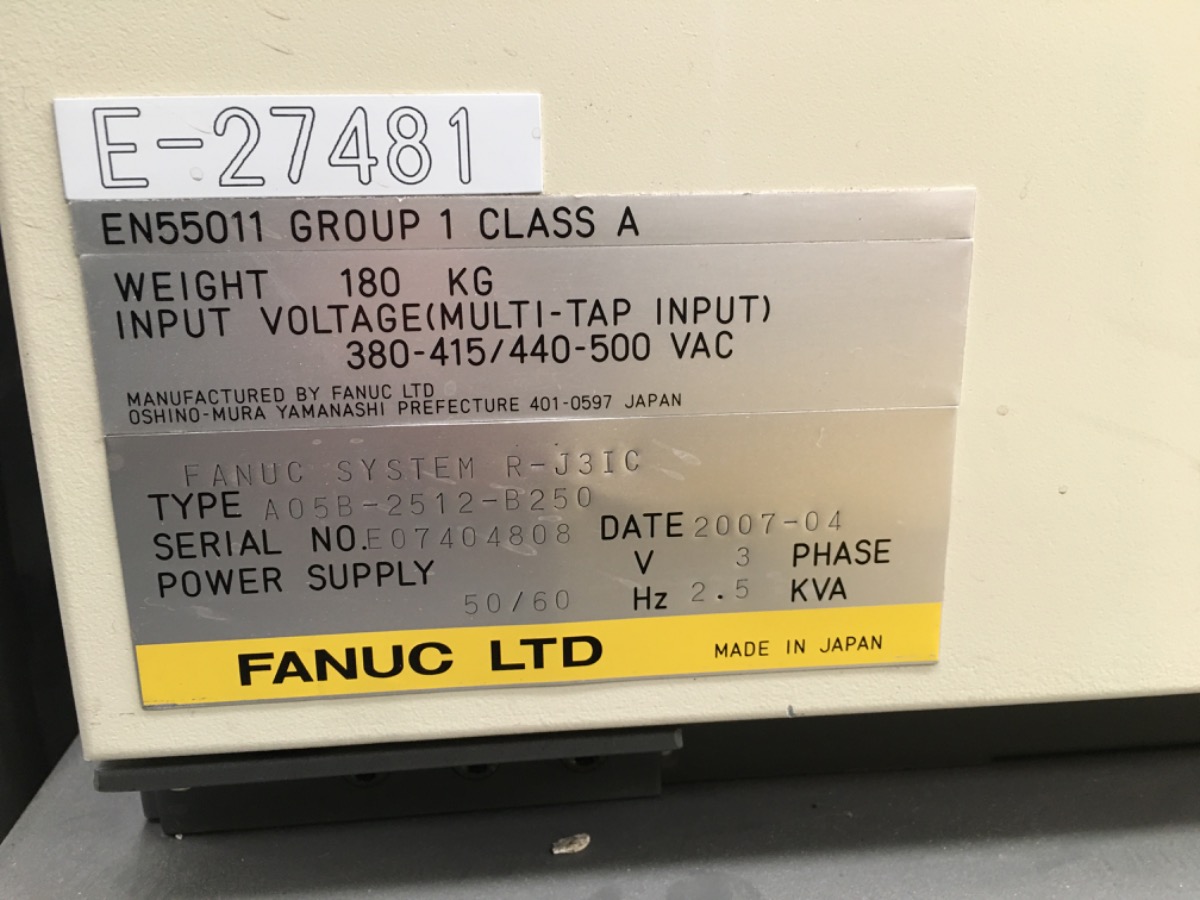 E-27481
EN55011 GROUP 1 CLASS A
WEIGHT 180 KG
INPUT VOLTAGE(MULTI-TAP INPUT)
380-415/440-500 VAC
MANUFACTURED BY FANUC LTD
OSHINO-MURA YAMANASHI PREFECTURE 401-0597 JAPAN
FANUC SYSTEM R-J3IC
TYPE A05B-2512-B250
SERIAL NO.E07404808 DATE 2007-04
POWER SUPPLY V 3 PHASE
50/60 Hz 2.5 KVA
FANUC LTD MADE IN JAPAN